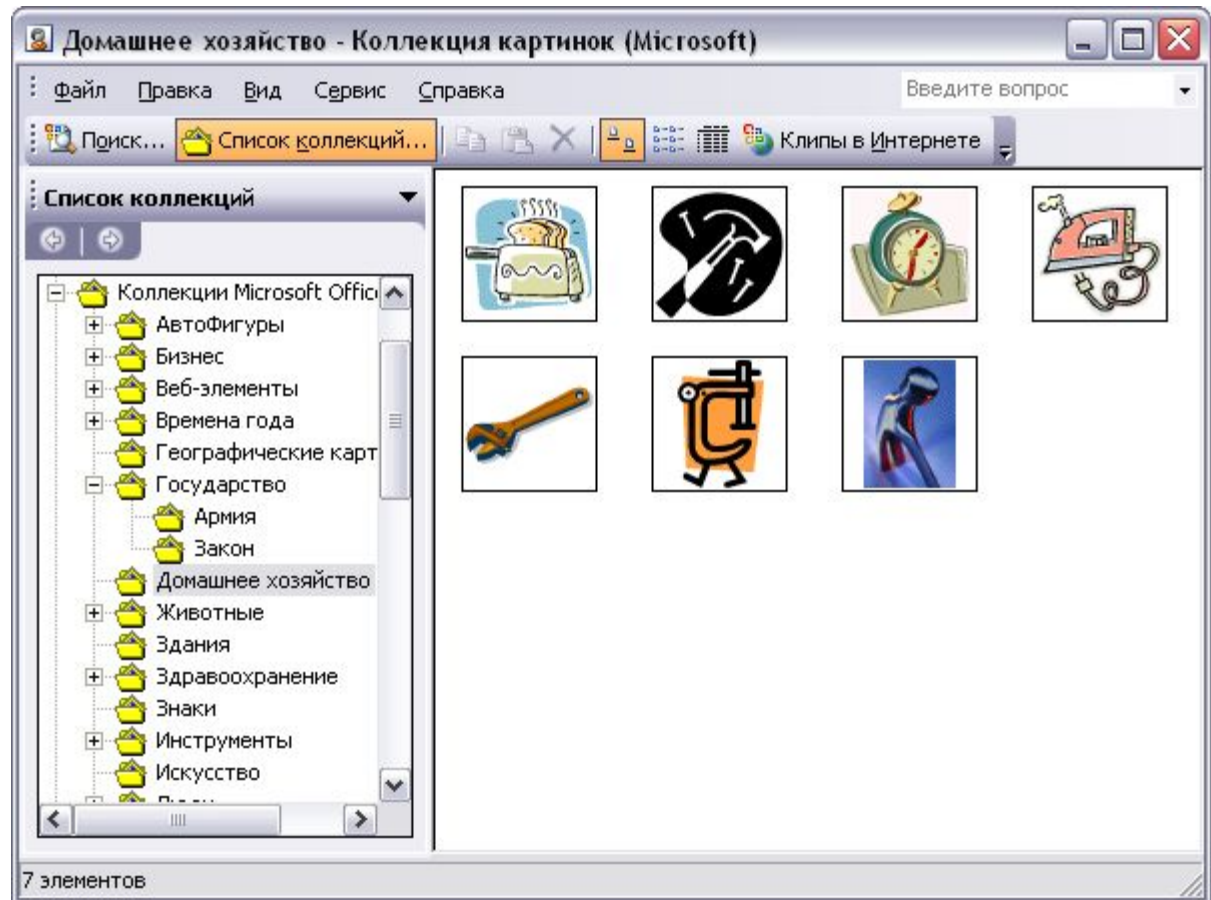 Домашнее хозяйство - Коллекция картинок (Microsoft)
Файл Правка Вид Сервис Справка Введите вопрос
Поиск... Список коллекций... Клипы в Интернете
Список коллекций
Коллекции Microsoft Offic
АвтоФигуры
Бизнес
Веб-элементы
Времена года
Географические карт
Государство
Армия
Закон
Домашнее хозяйство
Животные
Здания
Здравоохранение
Знаки
Инструменты
Искусство
7 элементов